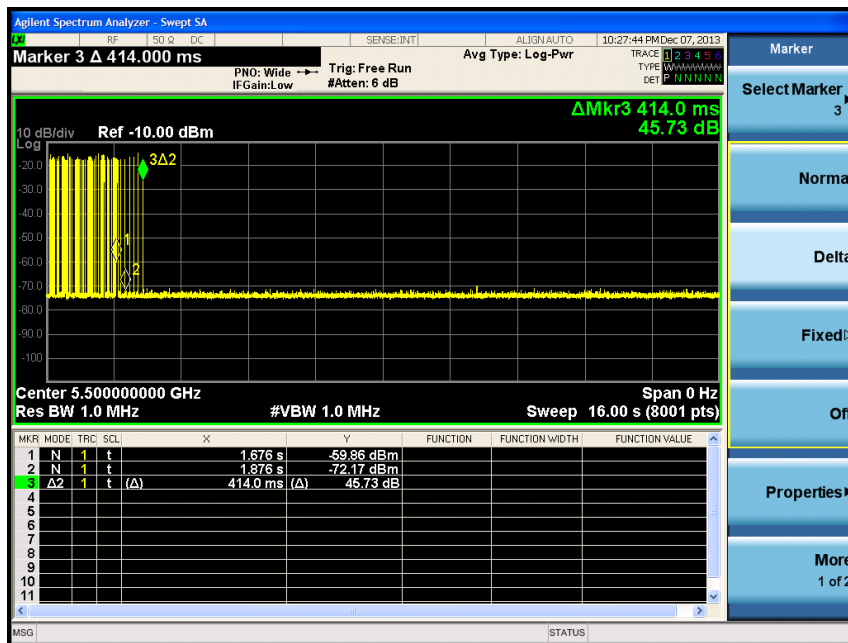 Agilent Spectrum Analyzer - Swept SA
LXI RF 50 Ω DC SENSE:INT ALIGN AUTO 10:27:44 PM Dec 07, 2013
Marker 3 Δ 414.000 ms
PNO: Wide
IFGain:Low
Trig: Free Run
#Atten: 6 dB
Avg Type: Log-Pwr
TRACE 1 2 3 4 5 6
TYPE WWWWWW
DET P N N N N N
ΔMkr3 414.0 ms
45.73 dB
10 dB/div Ref -10.00 dBm
Log
-20.0
-30.0
-40.0
-50.0
-60.0
-70.0
-80.0
-90.0
-100
3Δ2
1
2
Center 5.500000000 GHz Span 0 Hz
Res BW 1.0 MHz #VBW 1.0 MHz Sweep 16.00 s (8001 pts)
MKR MODE TRC SCL X Y FUNCTION FUNCTION WIDTH FUNCTION VALUE
1 N 1 t 1.676 s -59.86 dBm
2 N 1 t 1.876 s -72.17 dBm
3 Δ2 1 t (Δ) 414.0 ms (Δ) 45.73 dB
4
5
6
7
8
9
10
11
MSG STATUS
Marker
Select Marker
3
Norma
Delta
Fixed
Off
Properties
More
1 of 2